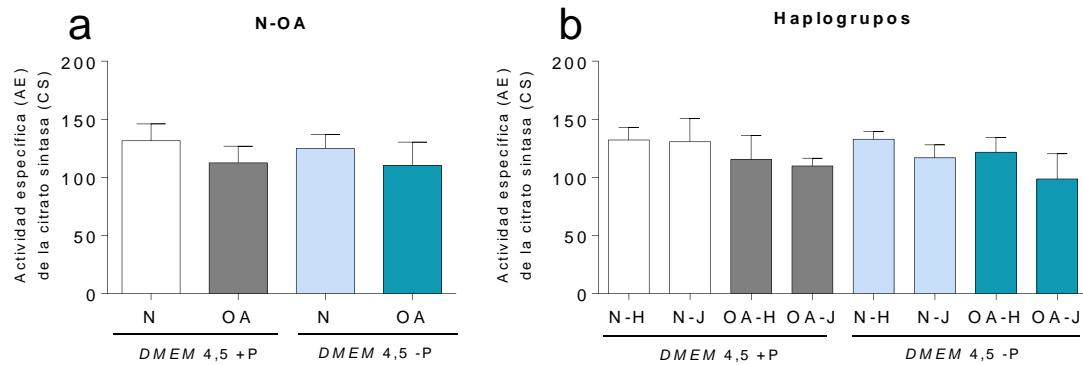 a
N-OA
Actividad específica (AE)
de la citrato sintasa (CS)
200
150
100
50
0
N
OA
N
OA
DMEM 4,5 +P
DMEM 4,5 -P
b
Haplogrupos
Actividad específica (AE)
de la citrato sintasa (CS)
200
150
100
50
0
N-H
N-J
OA-H
OA-J
N-H
N-J
OA-H
OA-J
DMEM 4,5 +P
DMEM 4,5 -P